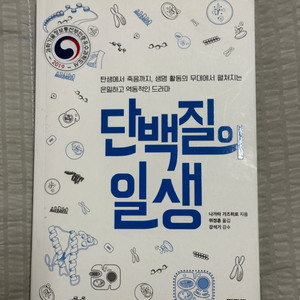 탄생에서 죽음까지, 생명 활동의 무대에서 펼쳐지는
은밀하고 역동적인 드라마
단백질의
일생
나가타 가즈히로 지음
위정훈 옮김
강석기 감수